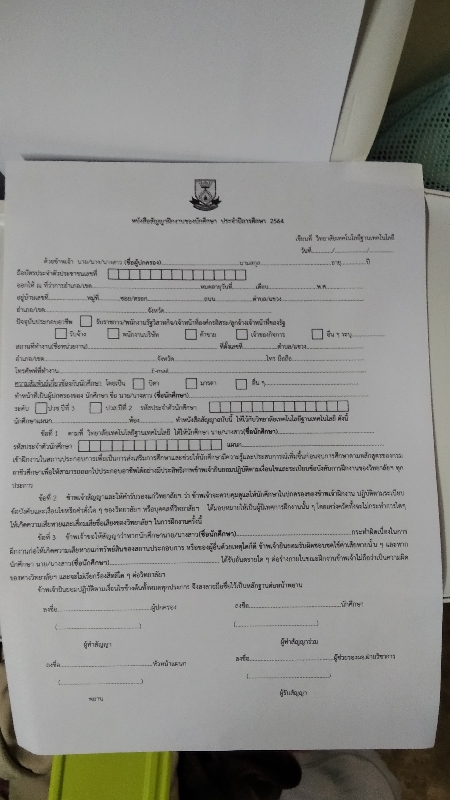 หนังสือสัญญาฝึกงานของนักศึกษา ประจำปีการศึกษา 2564
เขียนที่ วิทยาลัยเทคโนโลยีฐานเทคโนโลยี
วันที่............/............/............
ด้วยข้าพเจ้า นาย/นาง/นางสาว (ชื่อผู้ปกครอง)..............................นามสกุล..............................อายุ...............ปี
ถือบัตรประจำตัวประชาชนเลขที่
ออกให้ ณ ที่ว่าการอำเภอ/เขต..............................หมดอายุวันที่...............เดือน...............พ.ศ...............
อยู่บ้านเลขที่...............หมู่ที่...............ซอย/ตรอก...............ถนน...............ตำบล/แขวง...............
อำเภอ/เขต..............................จังหวัด..............................
ปัจจุบันประกอบอาชีพ รับราชการ/พนักงานรัฐวิสาหกิจ/เจ้าหน้าที่องค์กรอิสระ/ลูกจ้างเจ้าหน้าที่ของรัฐ
รับจ้าง พนักงานบริษัท ค้าขาย เจ้าของกิจการ อื่น ๆ ระบุ...............
สถานที่ทำงาน(ชื่อหน่วยงาน)..............................ที่ตั้งเลขที่...............ตำบล/แขวง...............
อำเภอ/เขต..............................จังหวัด..............................โทร มือถือ...............
โทรศัพท์ที่ทำงาน..............................E-mail..............................
ความสัมพันธ์เกี่ยวข้องกับนักศึกษา โดยเป็น บิดา มารดา อื่น ๆ...............
ทำหน้าที่เป็นผู้ปกครองของ นักศึกษา ชื่อ นาย/นางสาว (ชื่อนักศึกษา)..............................
ระดับ ปวช.ปีที่ 3 ปวส.ปีที่ 2 รหัสประจำตัวนักศึกษา
นักศึกษาแผนก...............ห้อง...............ทำหนังสือสัญญาฉบับนี้ ให้ไว้กับวิทยาลัยเทคโนโลยีฐานเทคโนโลยี ดังนี้
ข้อที่ 1 ตามที่ วิทยาลัยเทคโนโลยีฐานเทคโนโลยี ได้ให้นักศึกษา นาย/นางสาว(ชื่อนักศึกษา)...............
รหัสประจำตัวนักศึกษา แผนก...............
เข้าฝึกงานในสถานประกอบการเพื่อเป็นการส่งเสริมการศึกษาและช่วยให้นักศึกษามีความรู้และประสบการณ์เพิ่มขึ้นก่อนจบการศึกษาตามหลักสูตรของกรม
อาชีวศึกษาเพื่อให้สามารถออกไปประกอบอาชีพได้อย่างมีประสิทธิภาพข้าพเจ้ายินยอมปฏิบัติตามเงื่อนไขและระเบียบข้อบังคับการฝึกงานของวิทยาลัยฯ ทุก
ประการ
ข้อที่ 2 ข้าพเจ้าสัญญาและให้คำรับรองแก่วิทยาลัยฯ ว่า ข้าพเจ้าจะควบคุมดูแลให้นักศึกษาในปกครองของข้าพเจ้าฝึกงาน ปฏิบัติตามระเบียบ
ข้อบังคับและเงื่อนไขหรือคำสั่งใด ๆ ของวิทยาลัยฯ หรือบุคคลที่วิทยาลัยฯ ได้มอบหมายให้เป็นผู้นิเทศการฝึกงานนั้น ๆ โดยเคร่งครัดทั้งจะไม่กระทำการใดๆ
ให้เกิดความเสียหายและเสื่อมเสียชื่อเสียงของวิทยาลัยฯ ในการฝึกงานครั้งนี้
ข้อที่ 3 ข้าพเจ้าขอให้สัญญาว่าหากนักศึกษานาย/นางสาว(ชื่อนักศึกษา)..............................กระทำผิดเนื่องในการ
ฝึกงานก่อให้เกิดความเสียหายแก่ทรัพย์สินของสถานประกอบการ หรือของผู้อื่นด้วยเหตุใดก็ดี ข้าพเจ้ายินยอมรับผิดชอบชดใช้ค่าเสียหายนั้น ๆ และหาก
นักศึกษา นาย/นางสาว(ชื่อนักศึกษา)..............................ได้รับอันตรายใด ๆ ต่อร่างกายในขณะฝึกงานข้าพเจ้าไม่ถือว่าเป็นความผิด
ของทางวิทยาลัยฯ และจะไม่เรียกร้องสิทธิใด ๆ ต่อวิทยาลัยฯ
ข้าพเจ้ายินยอมปฏิบัติตามเงื่อนไขข้างต้นทั้งหมดทุกประการ จึงลงลายมือชื่อไว้เป็นหลักฐานต่อหน้าพยาน
ลงชื่อ..............................ผู้ปกครอง ลงชื่อ..............................นักศึกษา
(..............................) (..............................)
ผู้ทำสัญญา ผู้ทำสัญญาร่วม
ลงชื่อ..............................หัวหน้าแผนก ลงชื่อ..............................ผู้ช่วยรองผอ.ฝ่ายวิชาการ
(..............................) (..............................)
พยาน ผู้รับสัญญา